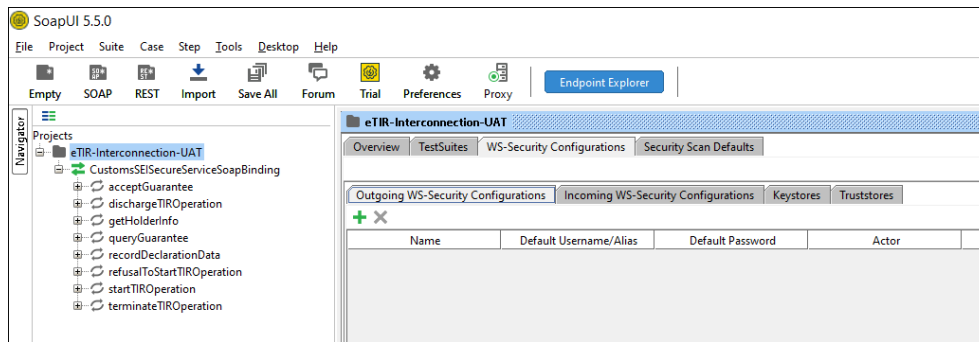 SoapUI 5.5.0
File Project Suite Case Step Tools Desktop Help
Empty SOAP REST Import Save All Forum Trial Preferences Proxy Endpoint Explorer
Navigator
Projects
eTIR-Interconnection-UAT
CustomsSEISecureServiceSoapBinding
acceptGuarantee
dischargeTIROperation
getHolderInfo
queryGuarantee
recordDeclarationData
refusalToStartTIROperation
startTIROperation
terminateTIROperation
eTIR-Interconnection-UAT
Overview TestSuites WS-Security Configurations Security Scan Defaults
Outgoing WS-Security Configurations Incoming WS-Security Configurations Keystores Truststores
Name Default Username/Alias Default Password Actor